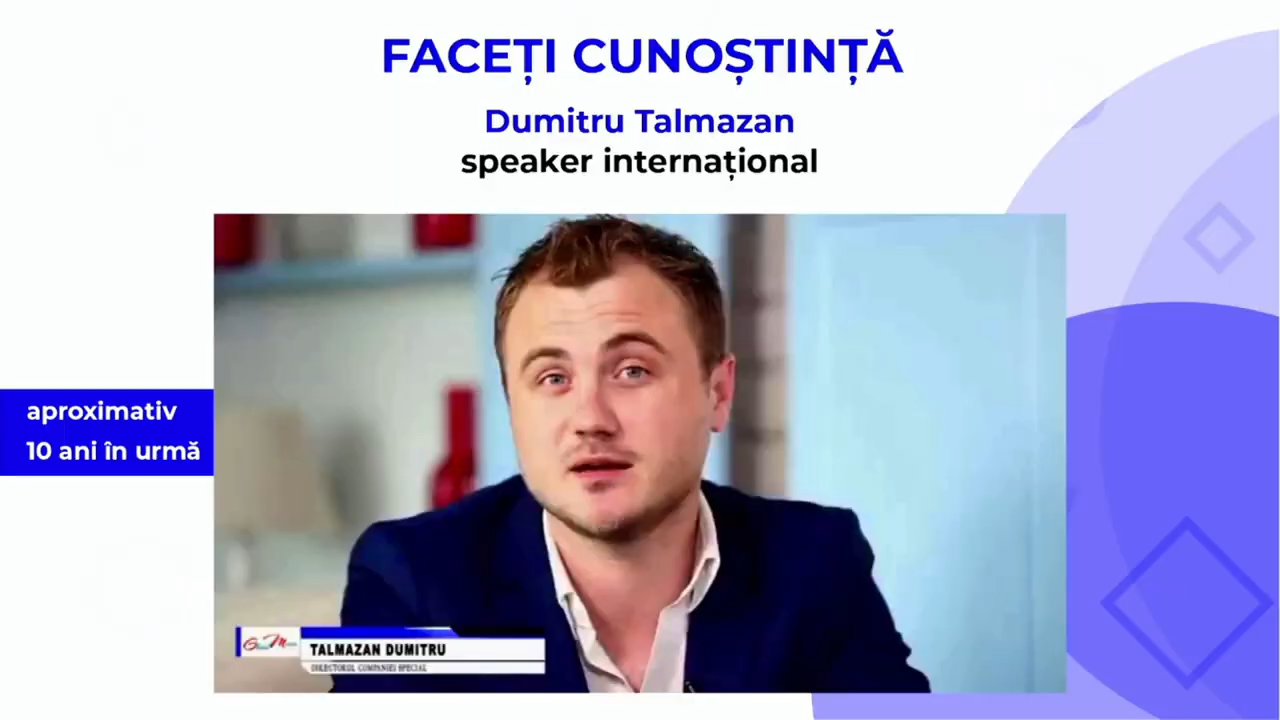 FACEȚI CUNOȘTINȚĂ
Dumitru Talmazan
speaker internațional
aproximativ
10 ani în urmă
TALMAZAN DUMITRU
DIRECTORUL COMPANIEI SPECIAL